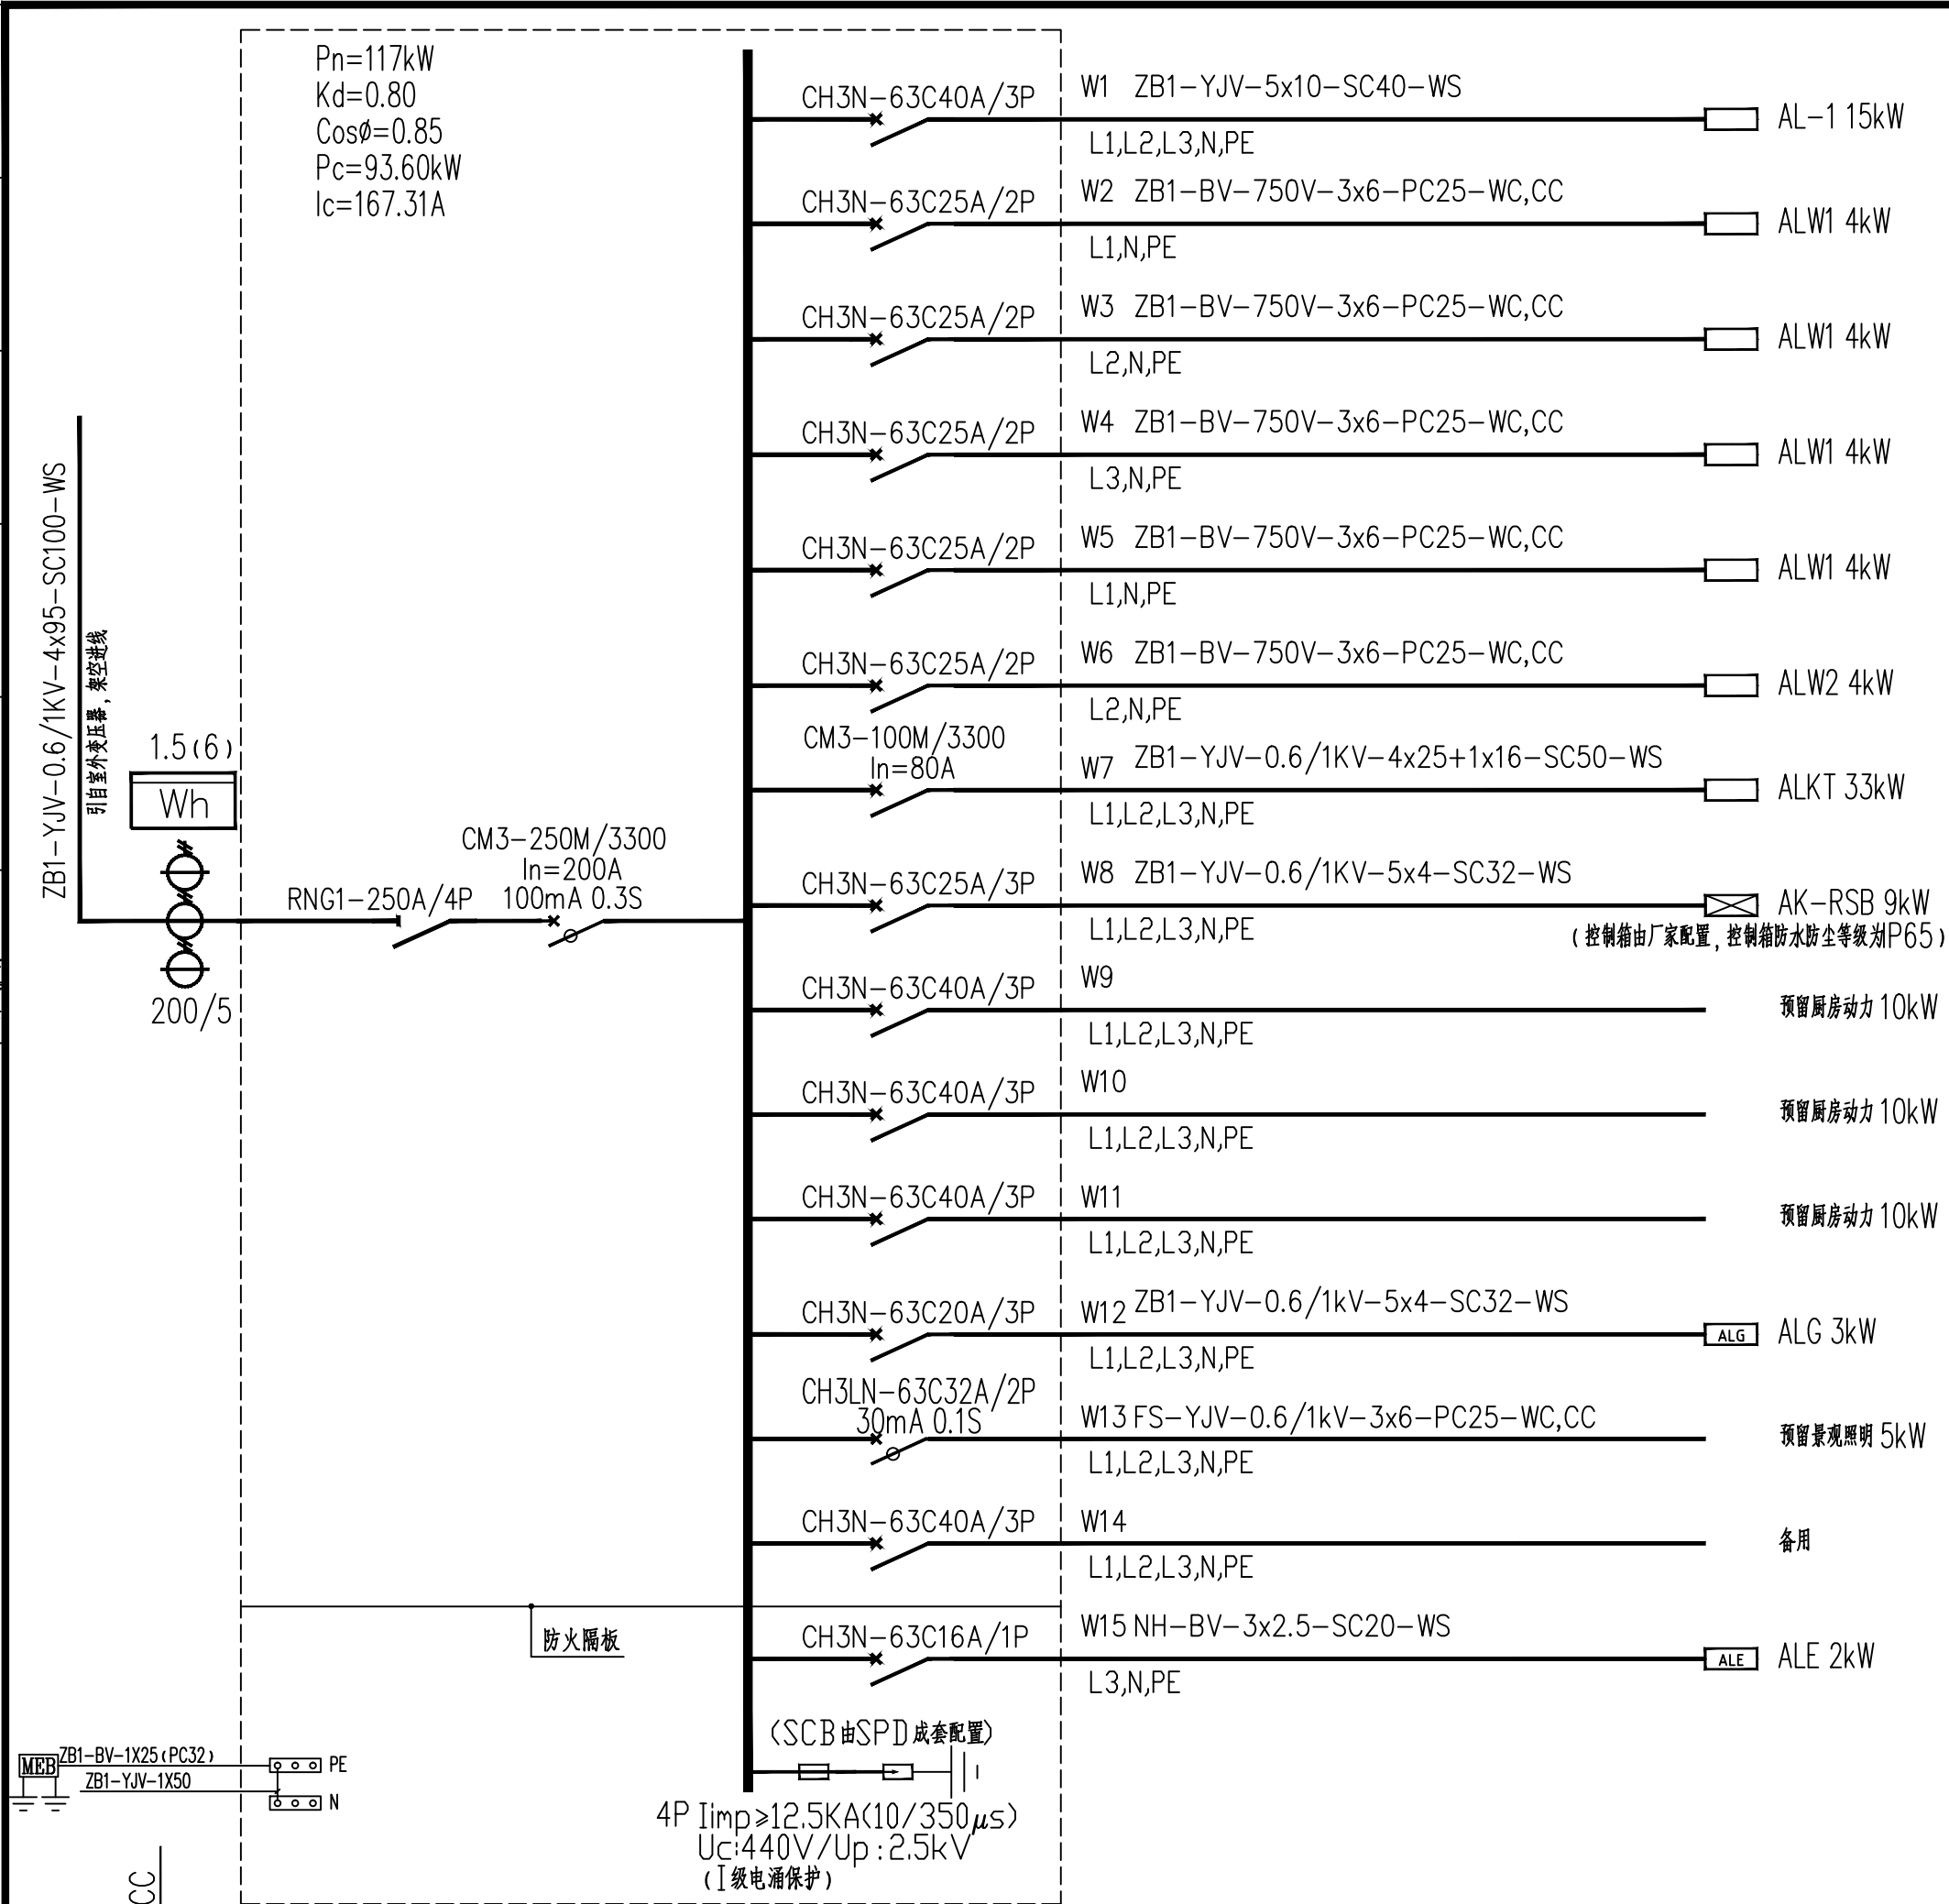 Pn=117kW
Kd=0.80
CosØ=0.85
Pc=93.60kW
Ic=167.31A
ZB1-YJV-0.6/1KV-4x95-SC100-WS
引自室外变压器，架空进线
1.5(6)
Wh
200/5
RNG1-250A/4P
CM3-250M/3300
In=200A
100mA 0.3S
CH3N-63C40A/3P
W1 ZB1-YJV-5x10-SC40-WS
L1,L2,L3,N,PE
AL-1 15kW
CH3N-63C25A/2P
W2 ZB1-BV-750V-3x6-PC25-WC,CC
L1,N,PE
ALW1 4kW
CH3N-63C25A/2P
W3 ZB1-BV-750V-3x6-PC25-WC,CC
L2,N,PE
ALW1 4kW
CH3N-63C25A/2P
W4 ZB1-BV-750V-3x6-PC25-WC,CC
L3,N,PE
ALW1 4kW
CH3N-63C25A/2P
W5 ZB1-BV-750V-3x6-PC25-WC,CC
L1,N,PE
ALW1 4kW
CH3N-63C25A/2P
W6 ZB1-BV-750V-3x6-PC25-WC,CC
L2,N,PE
ALW2 4kW
CM3-100M/3300
In=80A
W7 ZB1-YJV-0.6/1KV-4x25+1x16-SC50-WS
L1,L2,L3,N,PE
ALKT 33kW
CH3N-63C25A/3P
W8 ZB1-YJV-0.6/1KV-5x4-SC32-WS
L1,L2,L3,N,PE
AK-RSB 9kW
(控制箱由厂家配置，控制箱防水防尘等级为IP65)
CH3N-63C40A/3P
W9
L1,L2,L3,N,PE
预留厨房动力 10kW
CH3N-63C40A/3P
W10
L1,L2,L3,N,PE
预留厨房动力 10kW
CH3N-63C40A/3P
W11
L1,L2,L3,N,PE
预留厨房动力 10kW
CH3N-63C20A/3P
W12 ZB1-YJV-0.6/1kV-5x4-SC32-WS
L1,L2,L3,N,PE
ALG
ALG 3kW
CH3LN-63C32A/2P
30mA 0.1S
W13 FS-YJV-0.6/1kV-3x6-PC25-WC,CC
L1,L2,L3,N,PE
预留景观照明 5kW
CH3N-63C40A/3P
W14
L1,L2,L3,N,PE
备用
防火隔板
CH3N-63C16A/1P
W15 NH-BV-3x2.5-SC20-WS
L3,N,PE
ALE
ALE 2kW
(SCB由SPD成套配置)
4P Iimp≥12.5KA(10/350μs)
Uc:440V/Up:2.5kV
(I级电涌保护)
MEB
ZB1-BV-1X25(PC32)
ZB1-YJV-1X50
PE
N
CC